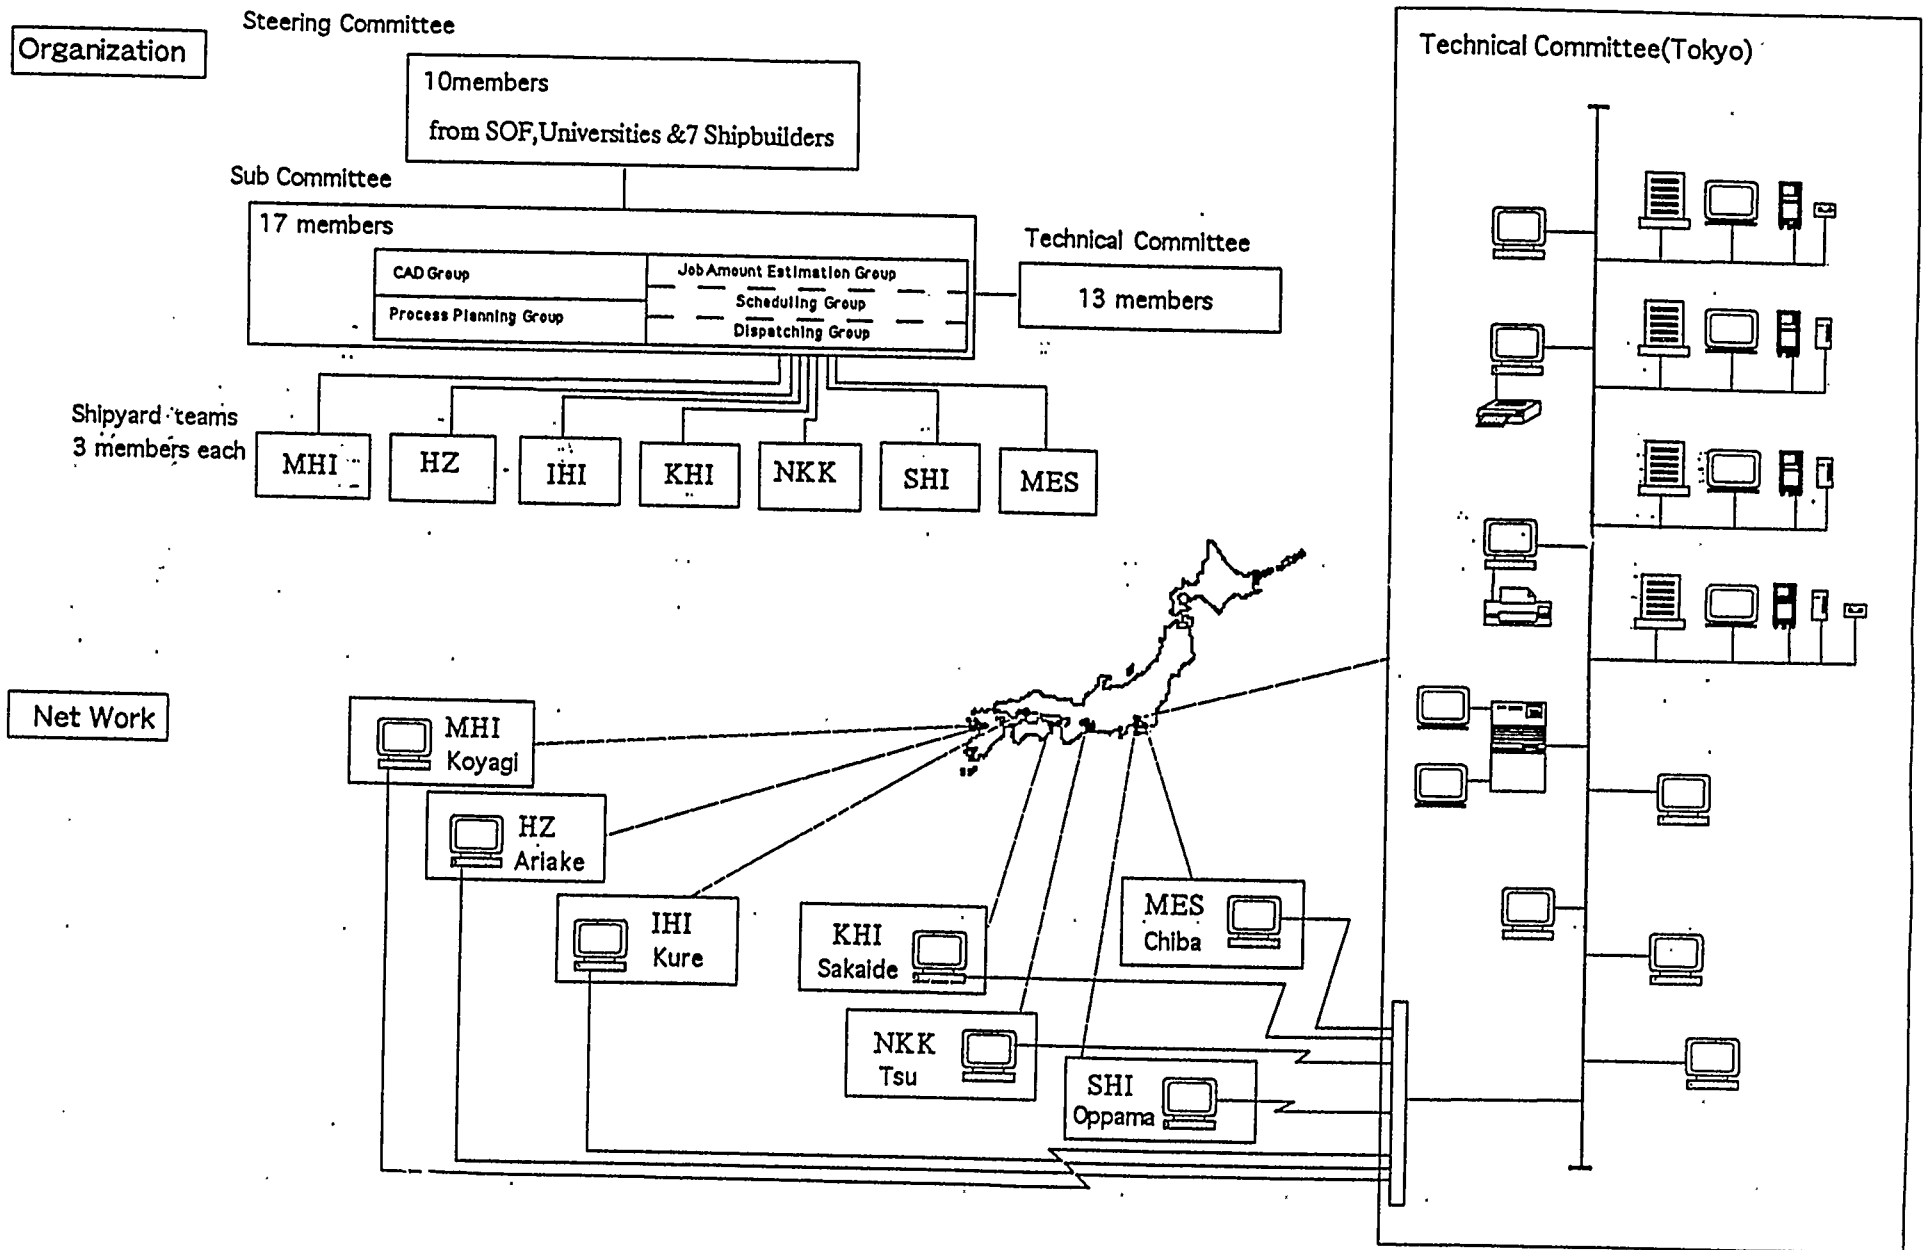 Organization
Steering Committee
10members
from SOF,Universities &7 Shipbuilders
Sub Committee
17 members
CAD Group
Process Planning Group
Job Amount Estimation Group
Scheduling Group
Dispatching Group
Technical Committee
13 members
Shipyard teams
3 members each
MHI
HZ
IHI
KHI
NKK
SHI
MES
Technical Committee(Tokyo)
Net Work
MHI
Koyagi
HZ
Ariake
IHI
Kure
KHI
Sakaide
NKK
Tsu
MES
Chiba
SHI
Oppama